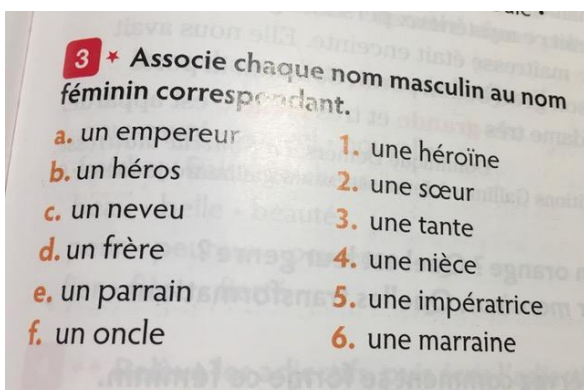 3 * Associe chaque nom masculin au nom
féminin correspondant.
a. un empereur
b. un héros
c. un neveu
d. un frère
e. un parrain
f. un oncle
1. une héroïne
2. une sœur
3. une tante
4. une nièce
5. une impératrice
6. une marraine